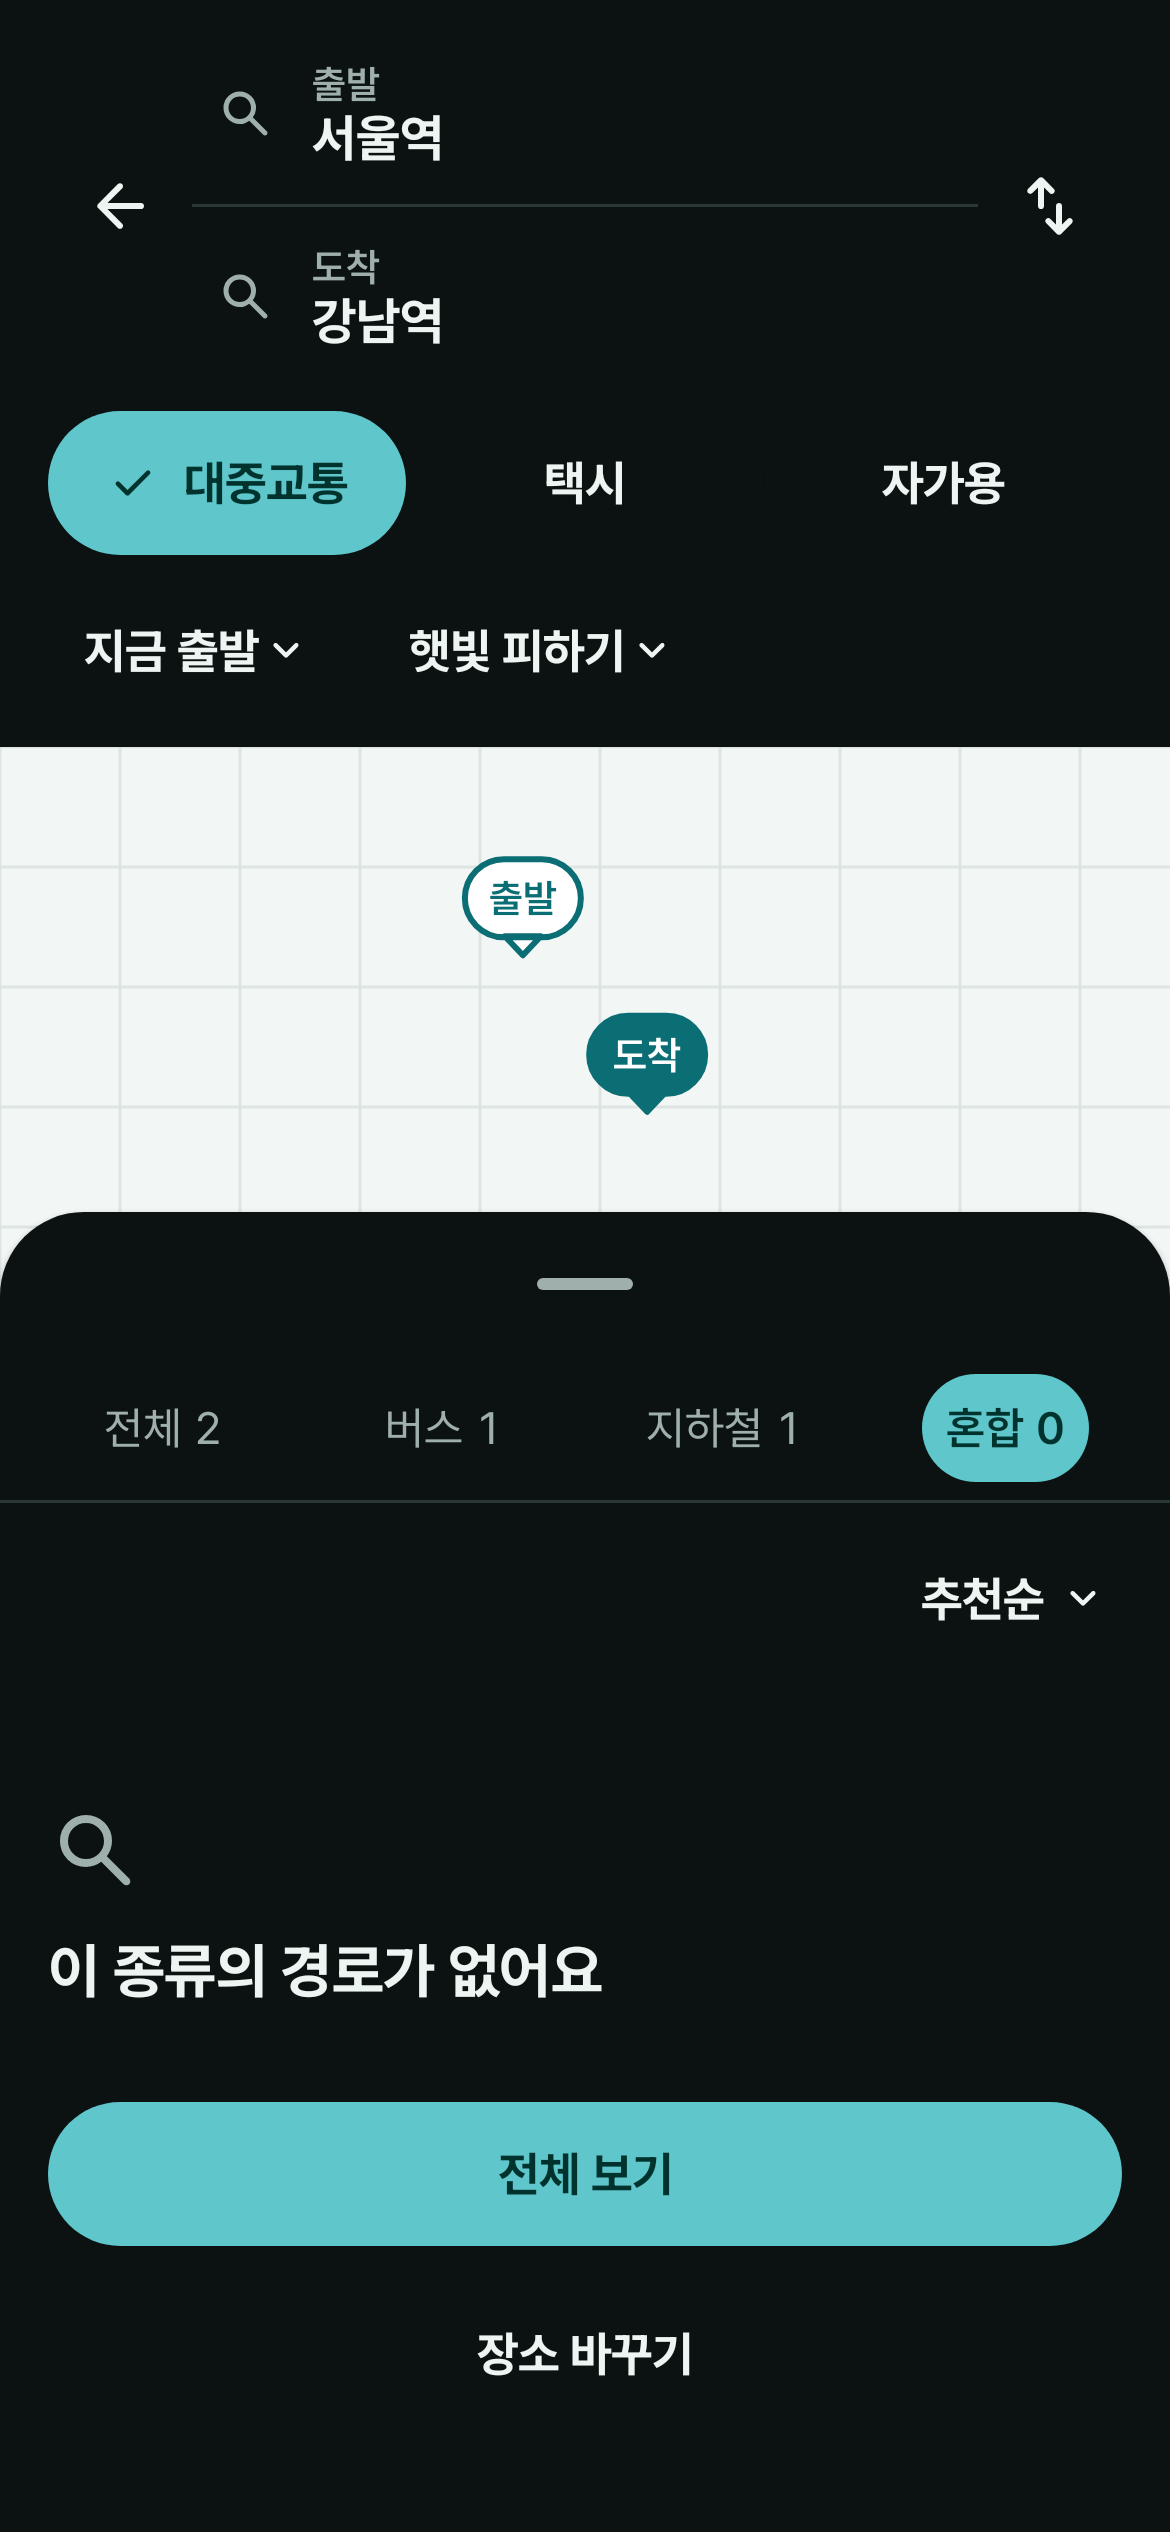 출발
서울역
도착
강남역
대중교통 택시 자가용
지금 출발 햇빛 피하기
출발
도착
전체 2 버스 1 지하철 1 혼합 0
추천순
이 종류의 경로가 없어요
전체 보기
장소 바꾸기